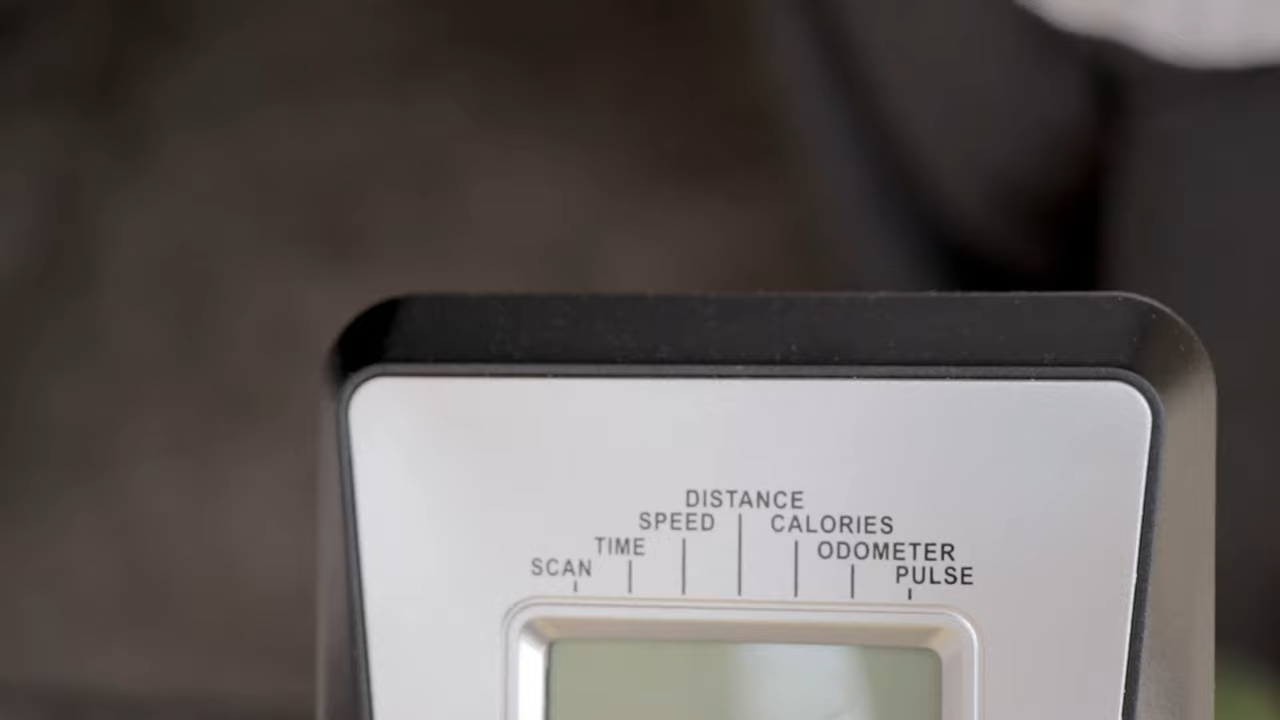 SCAN
TIME
SPEED
DISTANCE
CALORIES
ODOMETER
PULSE